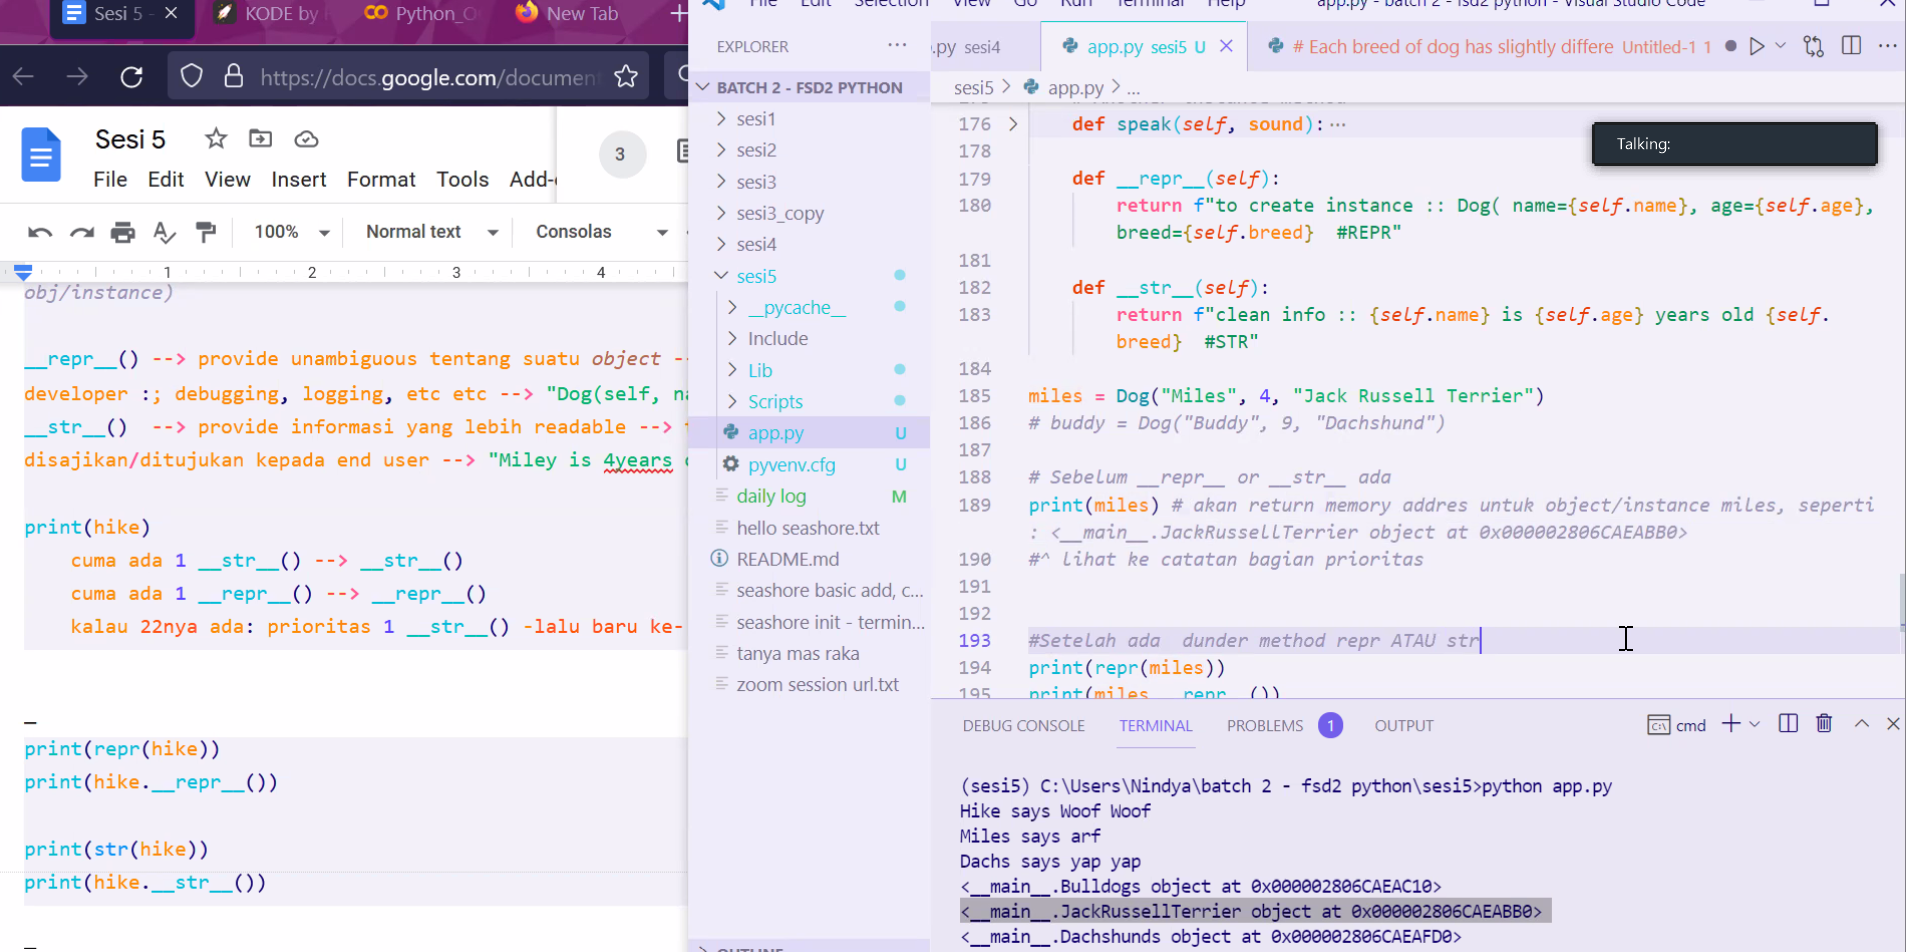 Sesi 5 -
KODE by
Python_
New Tab
https://docs.google.com/documen
Sesi 5
File Edit View Insert Format Tools Add-
3
100% Normal text Consolas
1 2 3 4
obj/instance)
__repr__() --> provide unambiguous tentang suatu object --
developer :; debugging, logging, etc etc --> "Dog(self, na
__str__() --> provide informasi yang lebih readable -->
disajikan/ditujukan kepada end user --> "Miley is 4years
print(hike)
cuma ada 1 __str__() --> __str__()
cuma ada 1 __repr__() --> __repr__()
kalau 22nya ada: prioritas 1 __str__() -lalu baru ke-
_
print(repr(hike))
print(hike.__repr__())
print(str(hike))
print(hike.__str__())
File Edit Selection View Go Run Terminal Help
app.py - batch 2 - fsd2 python - Visual Studio Code
EXPLORER
BATCH 2 - FSD2 PYTHON
sesi1
sesi2
sesi3
sesi3_copy
sesi4
sesi5
__pycache__
Include
Lib
Scripts
app.py U
pyvenv.cfg U
daily log M
hello seashore.txt
README.md
seashore basic add, c...
seashore init - termin...
tanya mas raka
zoom session url.txt
OUTLINE
.py sesi4
app.py sesi5 U
# Each breed of dog has slightly differe Untitled-1 1
sesi5 > app.py > ...
Talking:
176 def speak(self, sound):···
178
179 def __repr__(self):
180 return f"to create instance :: Dog( name={self.name}, age={self.age},
breed={self.breed} #REPR"
181
182 def __str__(self):
183 return f"clean info :: {self.name} is {self.age} years old {self.
breed} #STR"
184
185 miles = Dog("Miles", 4, "Jack Russell Terrier")
186 # buddy = Dog("Buddy", 9, "Dachshund")
187
188 # Sebelum __repr__ or __str__ ada
189 print(miles) # akan return memory addres untuk object/instance miles, seperti
: <__main__.JackRussellTerrier object at 0x000002806CAEABB0>
190 #^ lihat ke catatan bagian prioritas
191
192
193 #Setelah ada  dunder method repr ATAU str
194 print(repr(miles))
195 print(miles.__repr__())
DEBUG CONSOLE TERMINAL PROBLEMS 1 OUTPUT
cmd
(sesi5) C:\Users\Nindya\batch 2 - fsd2 python\sesi5>python app.py
Hike says Woof Woof
Miles says arf
Dachs says yap yap
<__main__.Bulldogs object at 0x000002806CAEAC10>
<__main__.JackRussellTerrier object at 0x000002806CAEABB0>
<__main__.Dachshunds object at 0x000002806CAEAFD0>